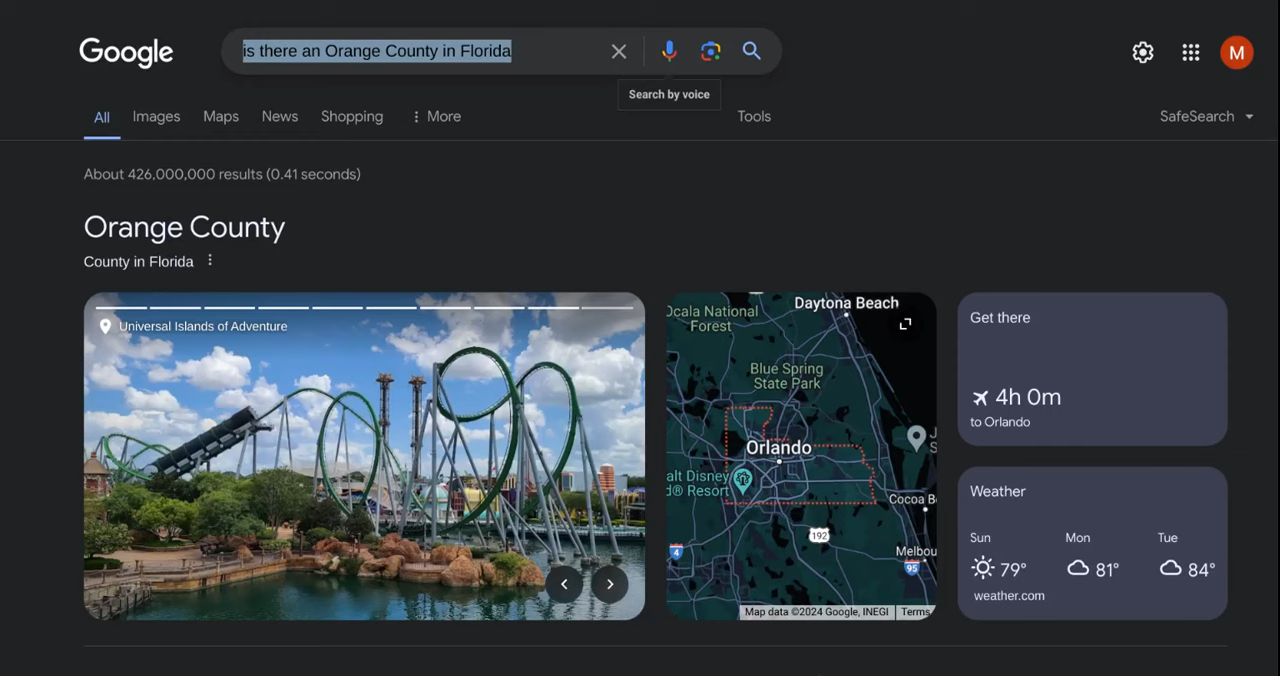 Google
is there an Orange County in Florida
M
Search by voice
All
Images
Maps
News
Shopping
More
Tools
SafeSearch
About 426,000,000 results (0.41 seconds)
Orange County
County in Florida
Universal Islands of Adventure
Daytona Beach
Ocala National
Forest
Blue Spring
State Park
Orlando
alt Disney
d® Resort
J
S
Cocoa B
192
4
Melbou
95
Map data ©2024 Google, INEGI
Terms
Get there
4h 0m
to Orlando
Weather
Sun
Mon
Tue
79°
81°
84°
weather.com